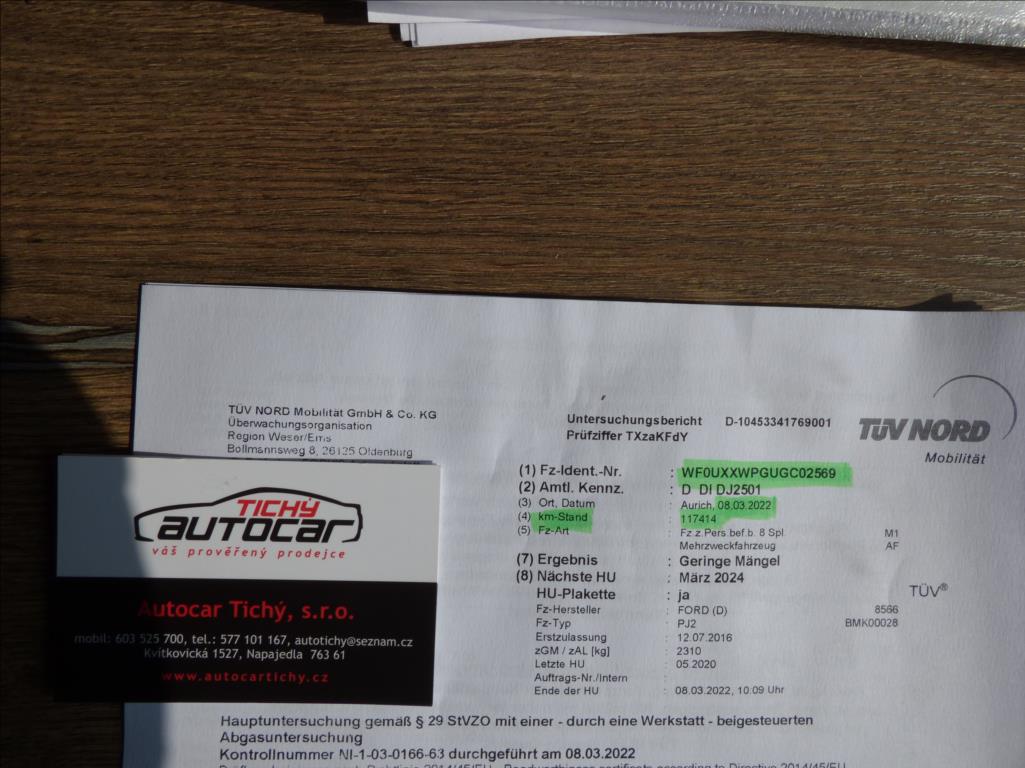 TÜV NORD Mobilität GmbH & Co. KG
Überwachungsorganisation
Region Weser/Ems
Bollmannsweg 8, 26125 Oldenburg
Untersuchungsbericht D-10453341769001
Prüfziffer TXzaKFdY
TÜV NORD
Mobilität
(1) Fz-Ident.-Nr. : WF0UXXWPGUGC02569
(2) Amtl. Kennz. : D DI DJ2501
(3) Ort, Datum : Aurich, 08.03.2022
(4) km-Stand : 117414
(5) Fz-Art : Fz.z.Pers.bef.b. 8 Spl. M1
Mehrzweckfahrzeug AF
(7) Ergebnis : Geringe Mängel
(8) Nächste HU : März 2024
HU-Plakette : ja
TÜV®
Fz-Hersteller : FORD (D) 8566
Fz-Typ : PJ2 BMK00028
Erstzulassung : 12.07.2016
zGM / zAL [kg] : 2310
Letzte HU : 05.2020
Auftrags-Nr./Intern :
Ende der HU : 08.03.2022, 10:09 Uhr
TICHÝ
autocar
váš prověřený prodejce
Autocar Tichý, s.r.o.
mobil: 603 525 700, tel.: 577 101 167, autotichy@seznam.cz
Kvítkovická 1527, Napajedla 763 61
www.autocartichy.cz
Hauptuntersuchung gemäß § 29 StVZO mit einer - durch eine Werkstatt - beigesteuerten
Abgasuntersuchung
Kontrollnummer NI-1-03-0166-63 durchgeführt am 08.03.2022